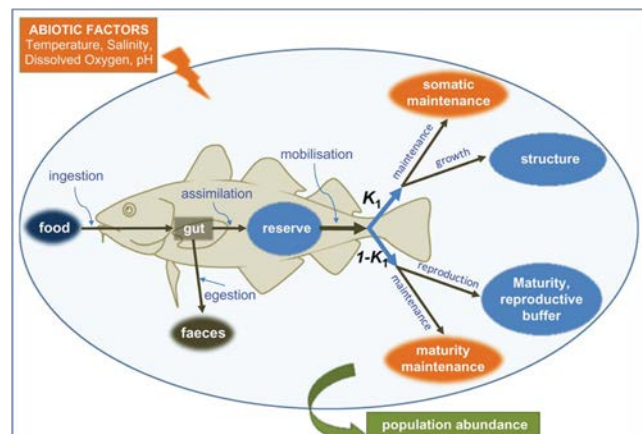 ABIOTIC FACTORS
Temperature, Salinity,
Dissolved Oxygen, pH
somatic
maintenance
maintenance
growth
structure
mobilisation
ingestion
assimilation
K1
food
gut
reserve
1-K1
reproduction
maintenance
Maturity,
reproductive
buffer
egestion
faeces
maturity
maintenance
population abundance